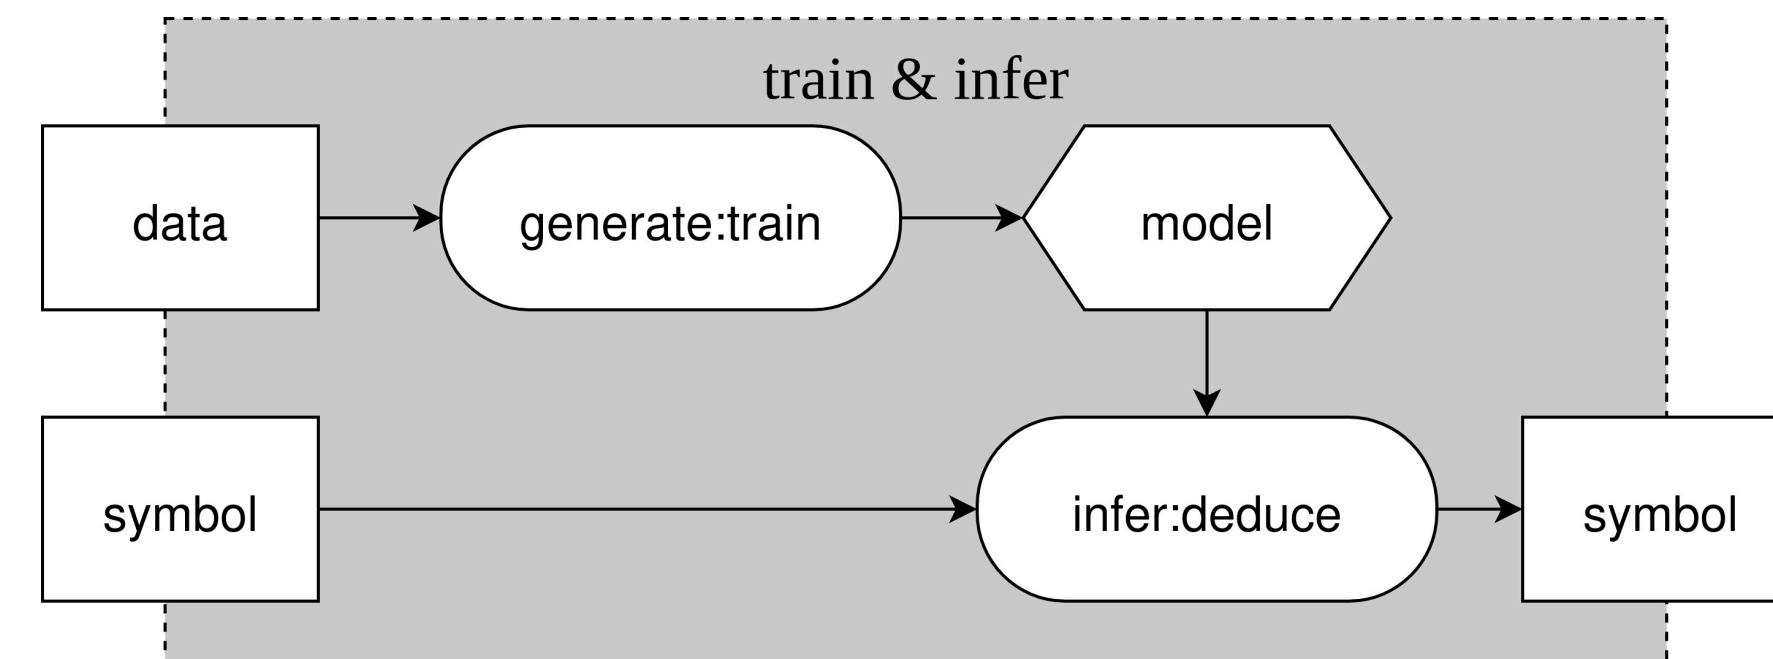 train & infer
data
generate:train
model
symbol
infer:deduce
symbol